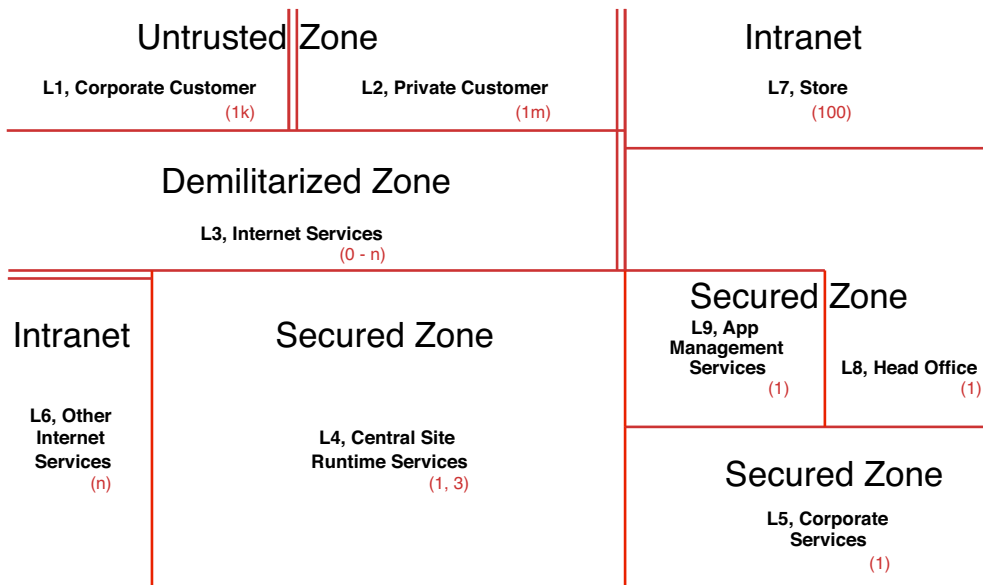 Untrusted Zone
L1, Corporate Customer
(1k)
L2, Private Customer
(1m)
Intranet
L7, Store
(100)
Demilitarized Zone
L3, Internet Services
(0 - n)
Intranet
L6, Other
Internet
Services
(n)
Secured Zone
L4, Central Site
Runtime Services
(1, 3)
Secured Zone
L9, App
Management
Services
(1)
L8, Head Office
(1)
Secured Zone
L5, Corporate
Services
(1)